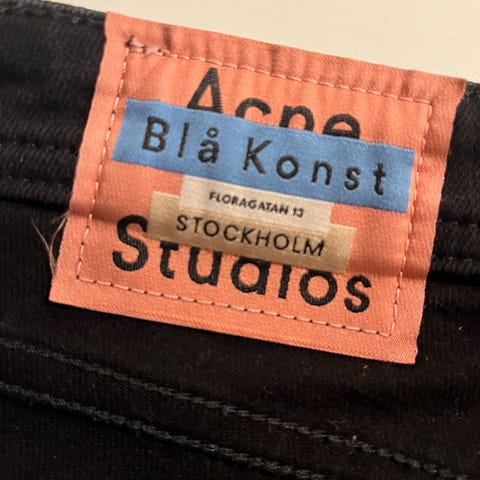 Acne
Blå Konst
FLORAGATAN 13
STOCKHOLM
Studios